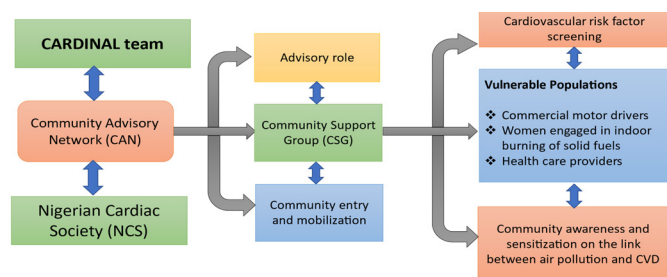 CARDINAL team
Community Advisory
Network (CAN)
Nigerian Cardiac
Society (NCS)
Advisory role
Community Support
Group (CSG)
Community entry
and mobilization
Cardiovascular risk factor
screening
Vulnerable Populations
❖ Commercial motor drivers
❖ Women engaged in indoor
burning of solid fuels
❖ Health care providers
Community awareness and
sensitization on the link
between air pollution and CVD